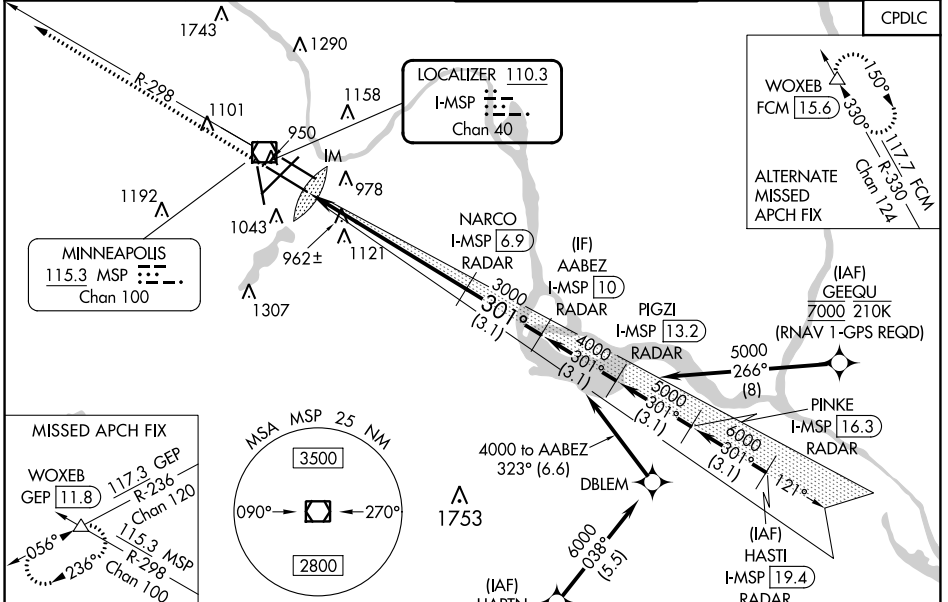 CPDLC
1743
1290
1158
1101
R-298
950
IM
978
1192
1043
962±
1121
1307
LOCALIZER 110.3
I-MSP
Chan 40
MINNEAPOLIS
115.3 MSP
Chan 100
WOXEB
FCM 15.6
150°
330°
117.7 FCM
R-330
Chan 124
ALTERNATE
MISSED
APCH FIX
NARCO
I-MSP 6.9
RADAR
(IF)
AABEZ
I-MSP 10
RADAR
PIGZI
I-MSP 13.2
RADAR
(IAF)
GEEQU
7000 210K
(RNAV 1-GPS REQD)
5000
266°
(8)
3000
301°
(3.1)
4000
301°
(3.1)
5000
301°
(3.1)
6000
301°
(3.1)
121°
PINKE
I-MSP 16.3
RADAR
(IAF)
HASTI
I-MSP 19.4
RADAR
4000 to AABEZ
323° (6.6)
DBLEM
6000
038°
(5.5)
(IAF)
1753
MISSED APCH FIX
WOXEB
GEP 11.8
117.3 GEP
R-236
Chan 120
056°
236°
115.3 MSP
R-298
Chan 100
MSA MSP 25 NM
3500
090°
270°
2800